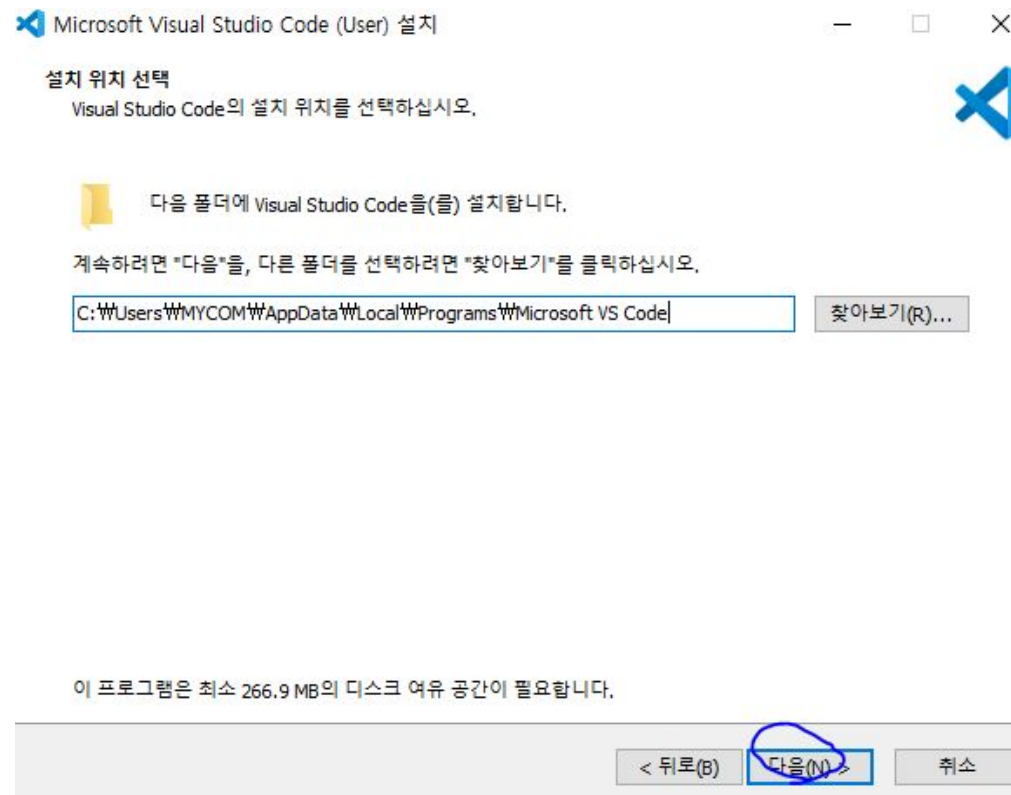 Microsoft Visual Studio Code (User) 설치
설치 위치 선택
Visual Studio Code의 설치 위치를 선택하십시오.
다음 폴더에 Visual Studio Code을(를) 설치합니다.
계속하려면 "다음"을, 다른 폴더를 선택하려면 "찾아보기"를 클릭하십시오.
C:₩Users₩MYCOM₩AppData₩Local₩Programs₩Microsoft VS Code
찾아보기(R)...
이 프로그램은 최소 266.9 MB의 디스크 여유 공간이 필요합니다.
< 뒤로(B)
다음(N) >
취소